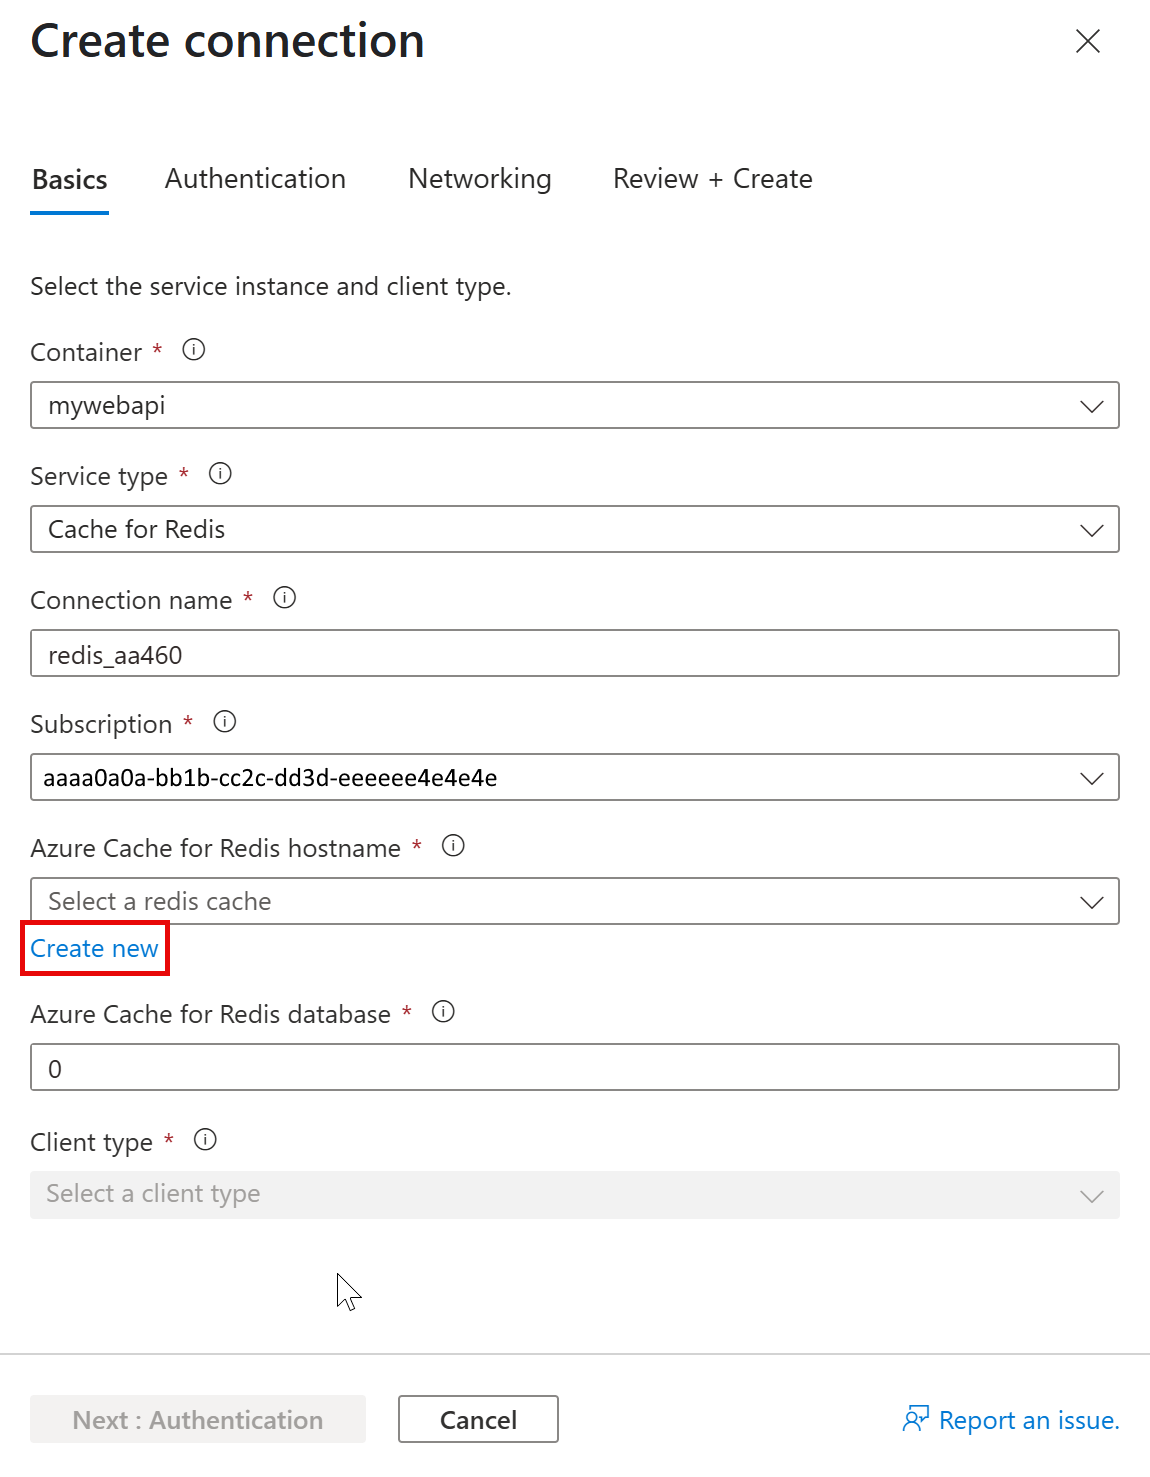 Create connection
Basics Authentication Networking Review + Create
Select the service instance and client type.
Container *
mywebapi
Service type *
Cache for Redis
Connection name *
redis_aa460
Subscription *
aaaa0a0a-bb1b-cc2c-dd3d-eeeeee4e4e4e
Azure Cache for Redis hostname *
Select a redis cache
Create new
Azure Cache for Redis database *
0
Client type *
Select a client type
Next : Authentication Cancel Report an issue.